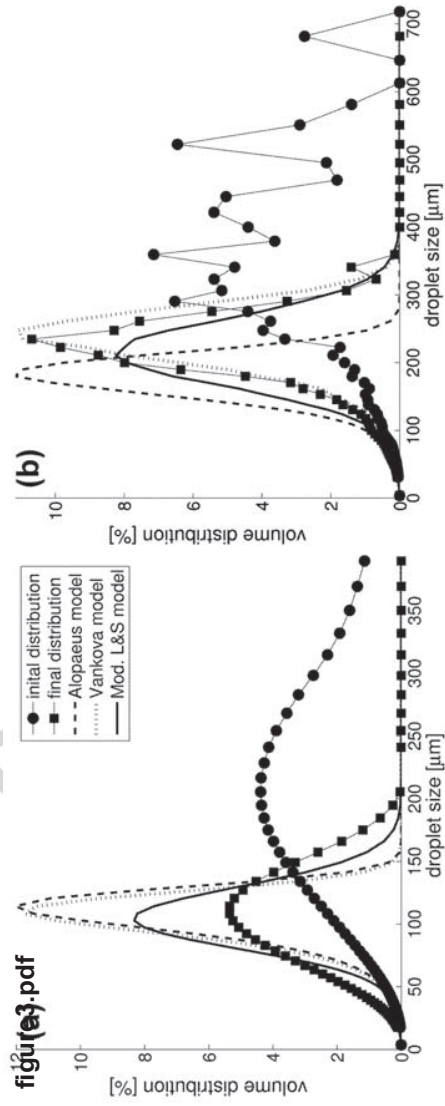 figure3.pdf
(a)
12
10
8
6
4
2
0
volume distribution [%]
inital distribution
final distribution
Alopaeus model
Vankova model
Mod. L&S model
0
50
100
150
200
250
300
350
droplet size [µm]
(b)
10
8
6
4
2
0
volume distribution [%]
0
100
200
300
400
500
600
700
droplet size [µm]